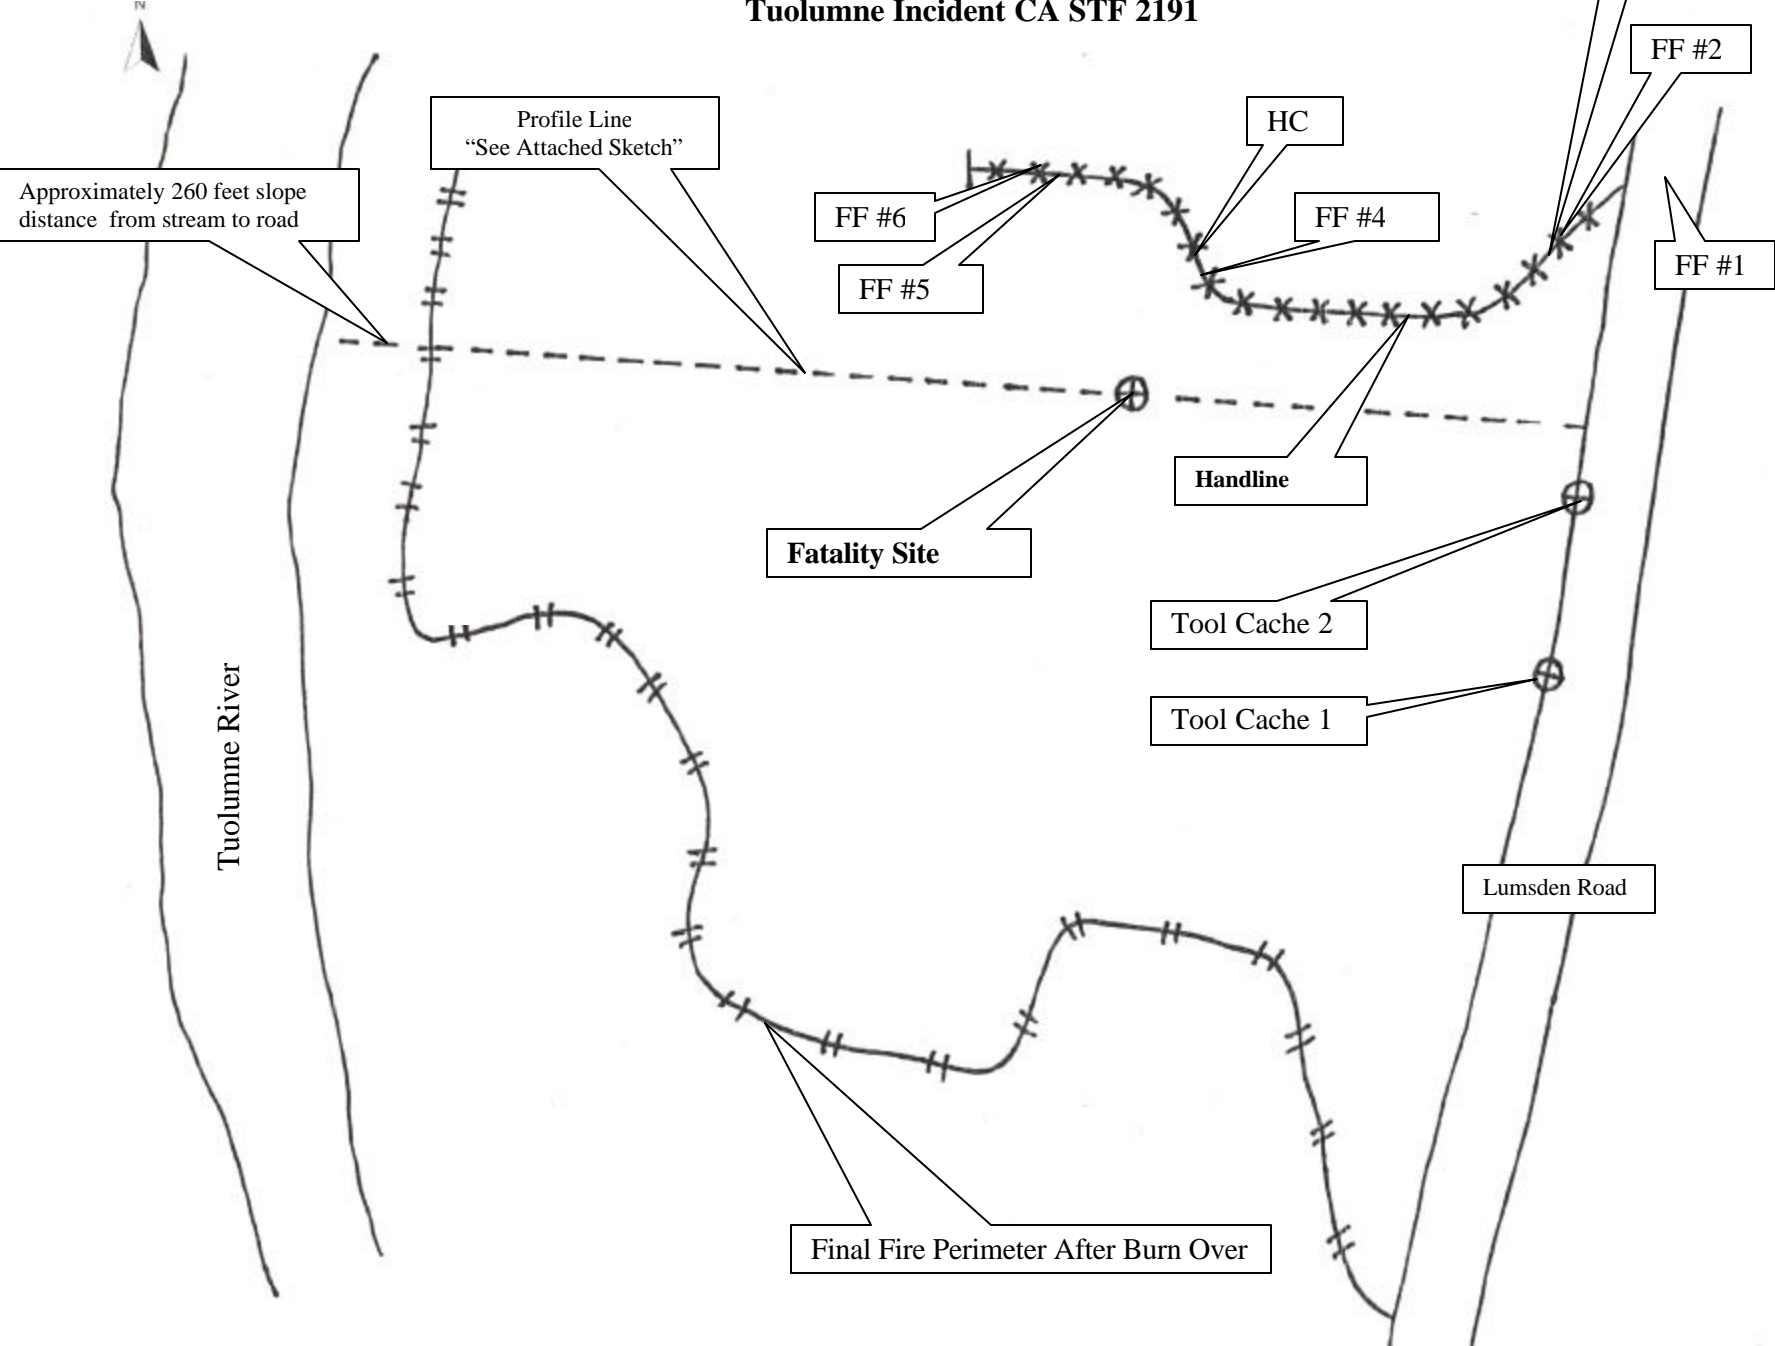 Tuolumne Incident CA STF 2191
N
FF #2
Profile Line
“See Attached Sketch”
HC
Approximately 260 feet slope
distance from stream to road
FF #6
FF #4
FF #1
FF #5
Handline
Fatality Site
Tool Cache 2
Tool Cache 1
Tuolumne River
Lumsden Road
Final Fire Perimeter After Burn Over